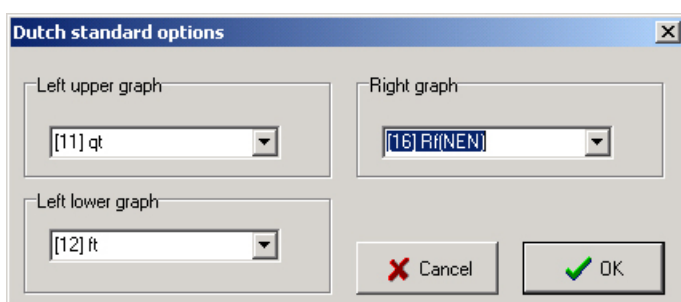 Dutch standard options
Left upper graph
[11] qt
Right graph
[16] Rf(NEN)
Left lower graph
[12] ft
Cancel
OK